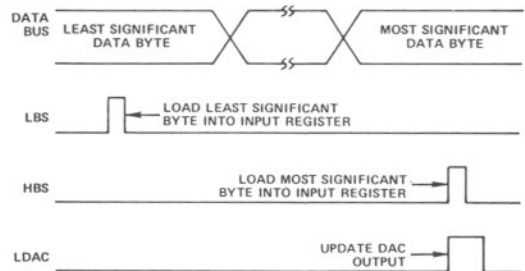 DATA
BUS
LEAST SIGNIFICANT
DATA BYTE
MOST SIGNIFICANT
DATA BYTE
LBS
LOAD LEAST SIGNIFICANT
BYTE INTO INPUT REGISTER
HBS
LOAD MOST SIGNIFICANT
BYTE INTO INPUT REGISTER
LDAC
UPDATE DAC
OUTPUT